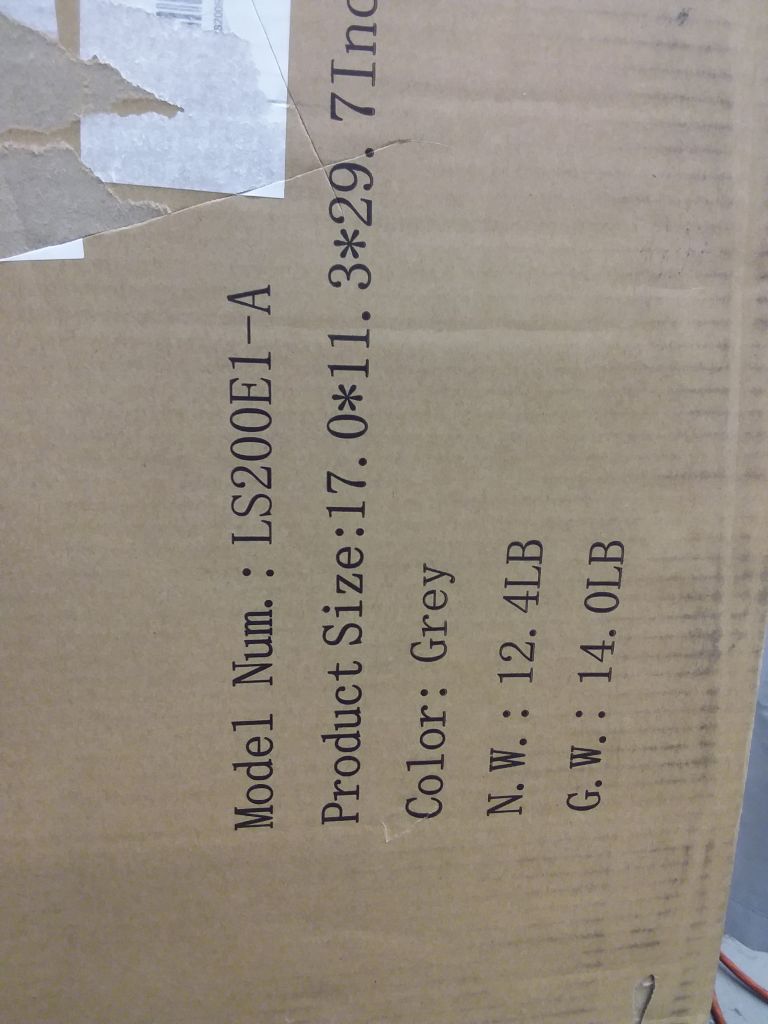 Model Num.: LS200E1-A
Product Size:17.0*11.3*29.7Inc
Color: Grey
N.W.: 12.4LB
G.W.: 14.0LB